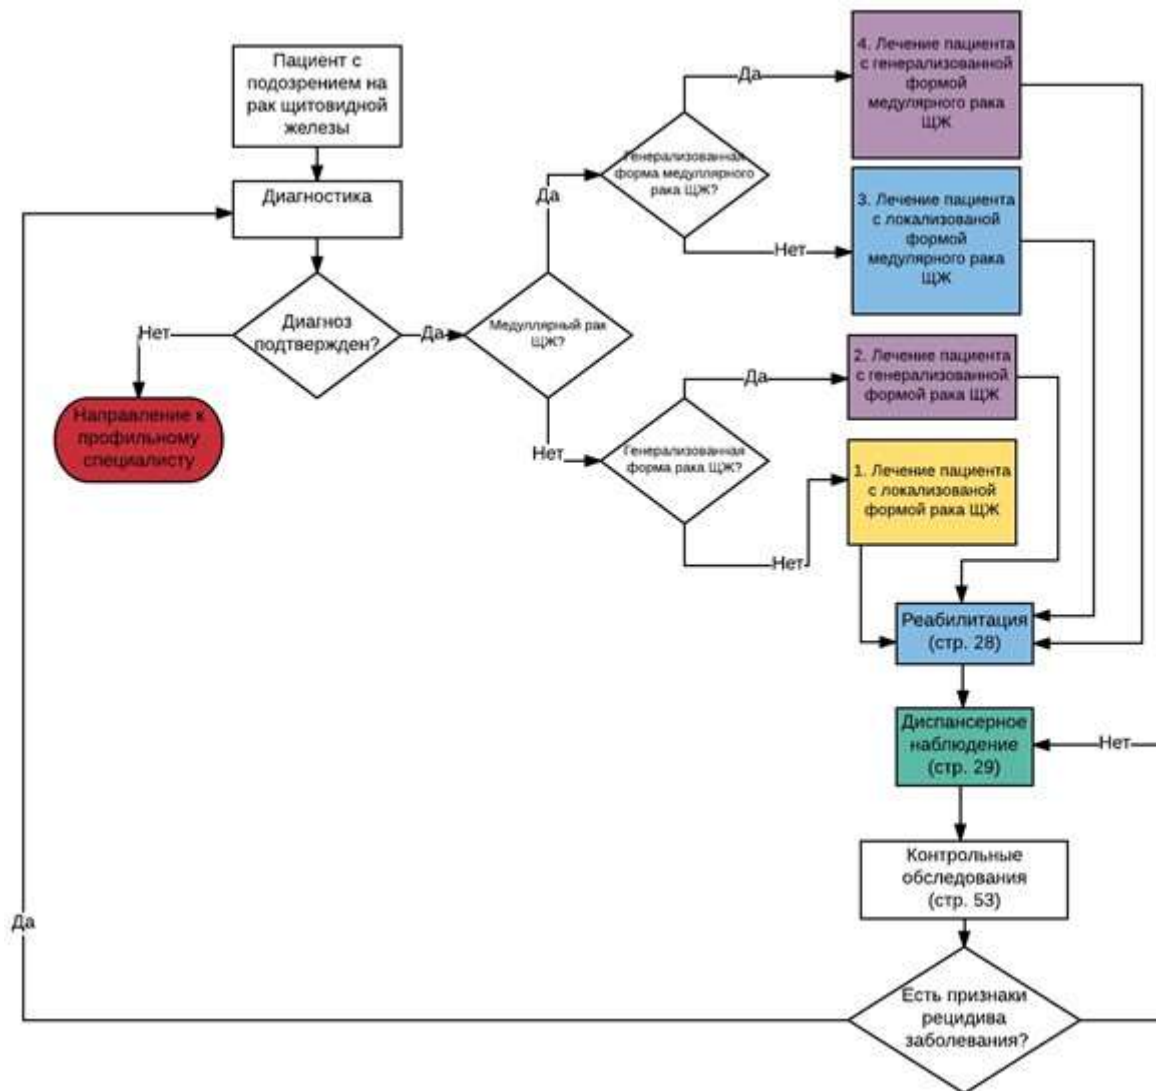 Пациент с
подозрением на
рак щитовидной
железы
Диагностика
Диагноз
подтвержден?
Нет
Да
Направление к
профильному
специалисту
Медуллярный рак
ЩЖ?
Да
Нет
Генерализованная
форма медуллярного
рака ЩЖ?
Да
Нет
4. Лечение пациента
с генерализованной
формой
медулярного рака
ЩЖ
3. Лечение пациента
с локализованой
формой
медулярного рака
ЩЖ
Генерализованная
форма рака ЩЖ?
Да
Нет
2. Лечение пациента
с генерализованной
формой рака ЩЖ
1. Лечение пациента
с локализованой
формой рака ЩЖ
Реабилитация
(стр. 28)
Диспансерное
наблюдение
(стр. 29)
Нет
Контрольные
обследования
(стр. 53)
Да
Есть признаки
рецидива
заболевания?